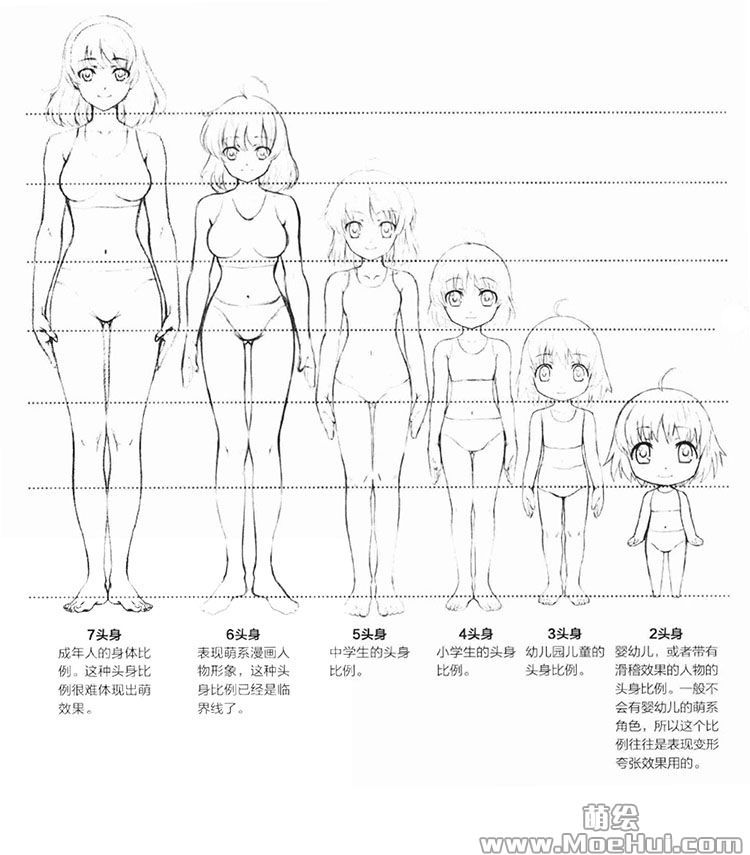 7头身
成年人的身体比
例。这种头身比
例很难体现出萌
效果。
6头身
表现萌系漫画人
物形象，这种头
身比例已经是临
界线了。
5头身
中学生的头身
比例。
4头身
小学生的头身
比例。
3头身
幼儿园儿童的
头身比例。
2头身
婴幼儿，或者带有
滑稽效果的人物的
头身比例。一般不
会有婴幼儿的萌系
角色，所以这个比
例往往是表现变形
夸张效果用的。
萌绘
www.MoeHui.com